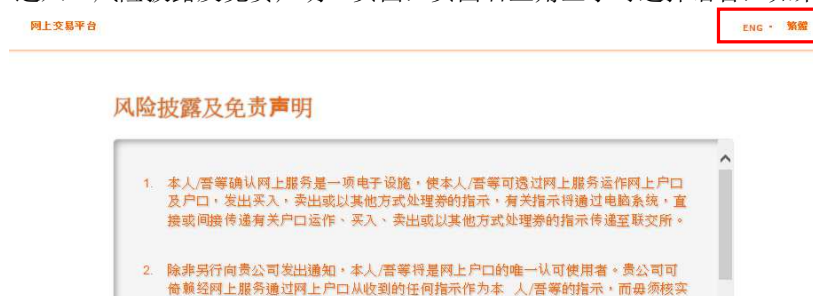 网上交易平台
ENG · 繁體
风险披露及免责声明
1. 本人/吾等确认网上服务是一项电子设施，使本人/吾等可透过网上服务运作网上户口
及户口，发出买入，卖出或以其他方式处理券的指示，有关指示将通过电脑系统，直
接或间接传递有关户口运作、买入、卖出或以其他方式处理券的指示传递至联交所。
2. 除非另行向贵公司发出通知，本人/吾等将是网上户口的唯一认可使用者。贵公司可
倚赖经网上服务通过网上户口从收到的任何指示作为本 人/吾等的指示，而毋须核实